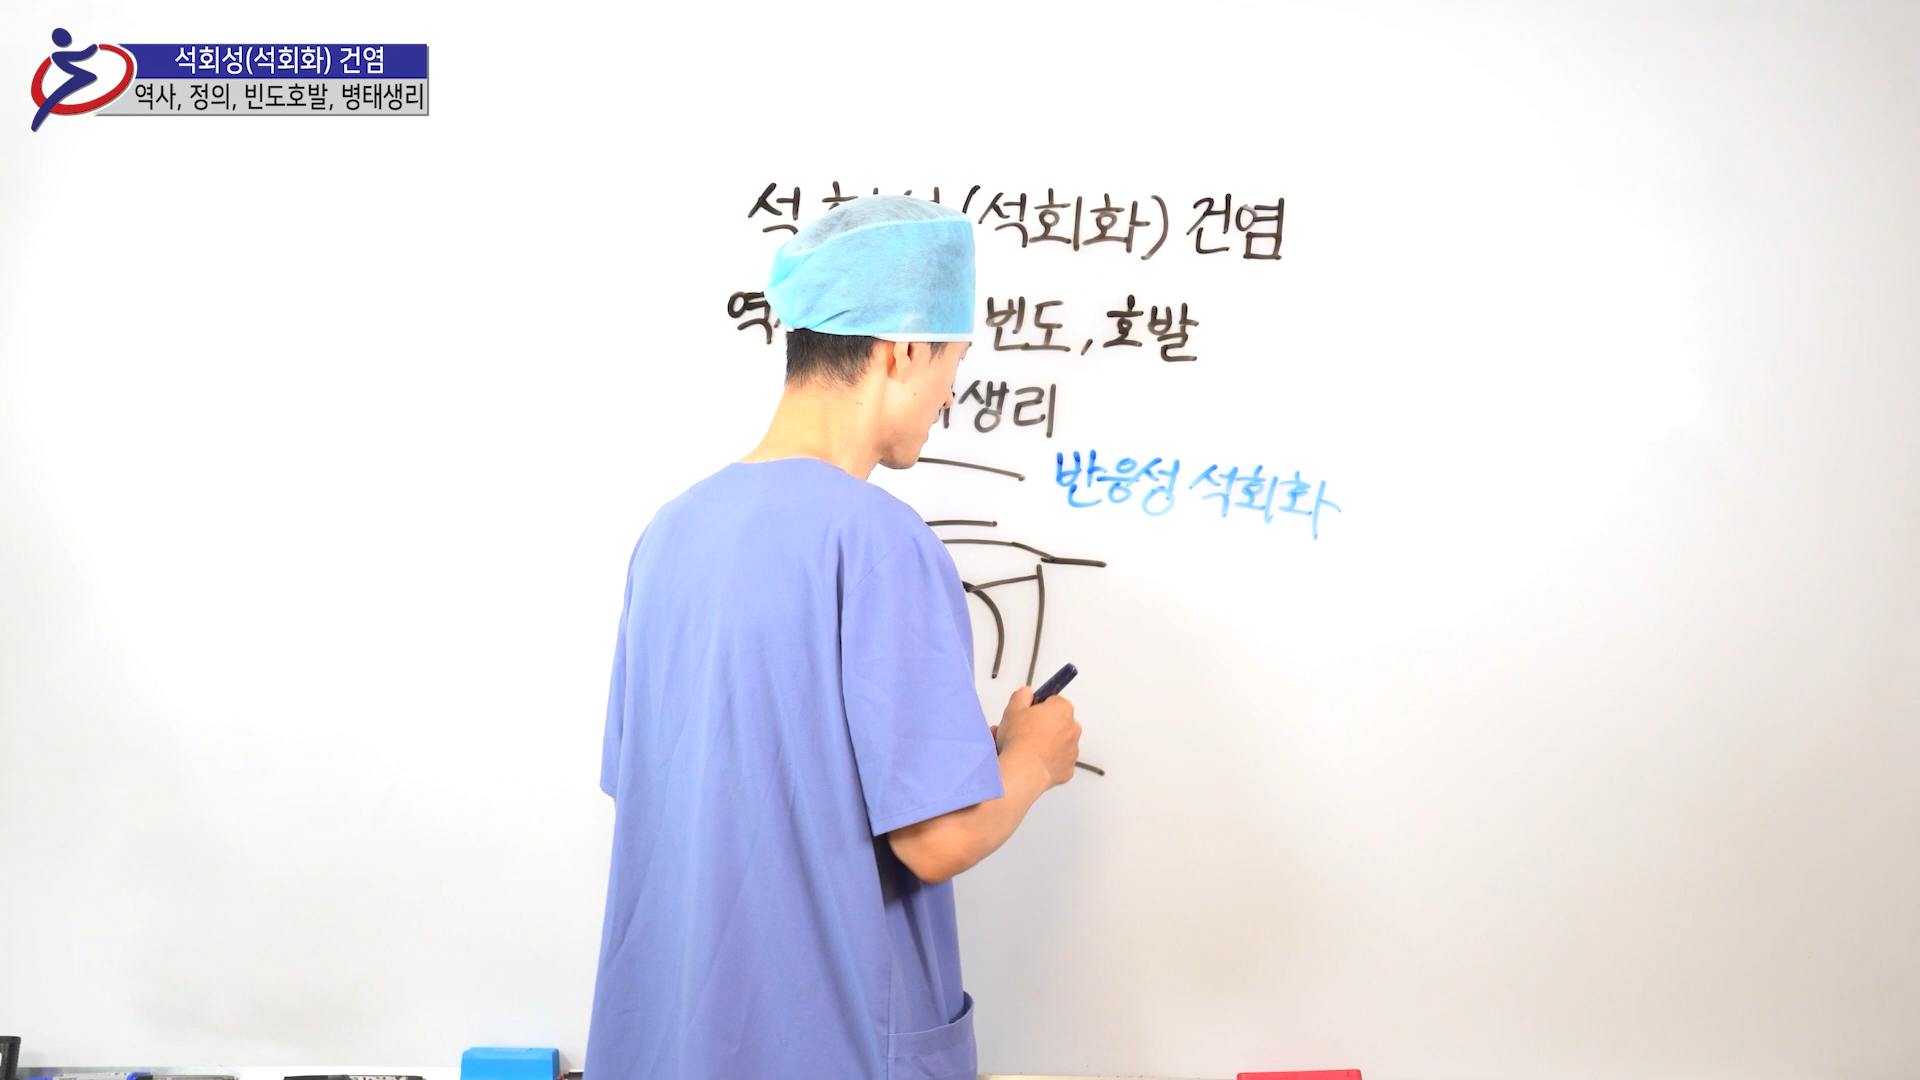 석회성(석회화) 건염
역사, 정의, 빈도호발, 병태생리
(석회화) 건염
빈도, 호발
생리
반응성 석회화